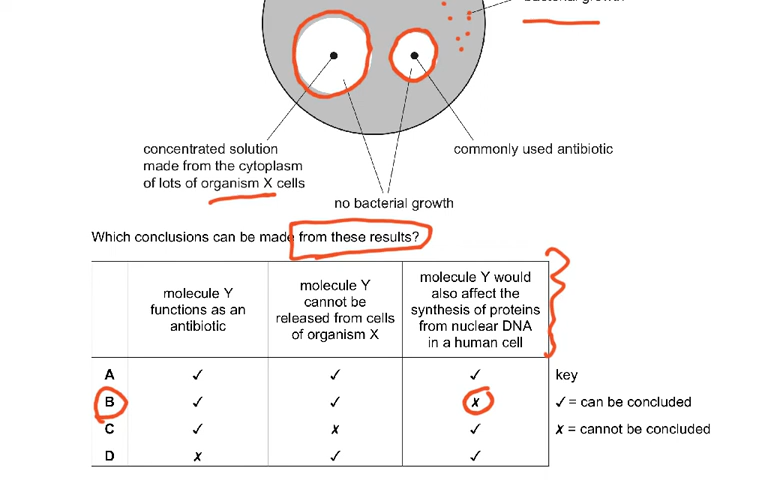 bacterial growth
concentrated solution
made from the cytoplasm
of lots of organism X cells
commonly used antibiotic
no bacterial growth
Which conclusions can be made from these results?
molecule Y
functions as an
antibiotic
molecule Y
cannot be
released from cells
of organism X
molecule Y would
also affect the
synthesis of proteins
from nuclear DNA
in a human cell
A ✓ ✓ ✓ key
B ✓ ✓ ✗ ✓ = can be concluded
C ✓ ✗ ✓ ✗ = cannot be concluded
D ✗ ✓ ✓